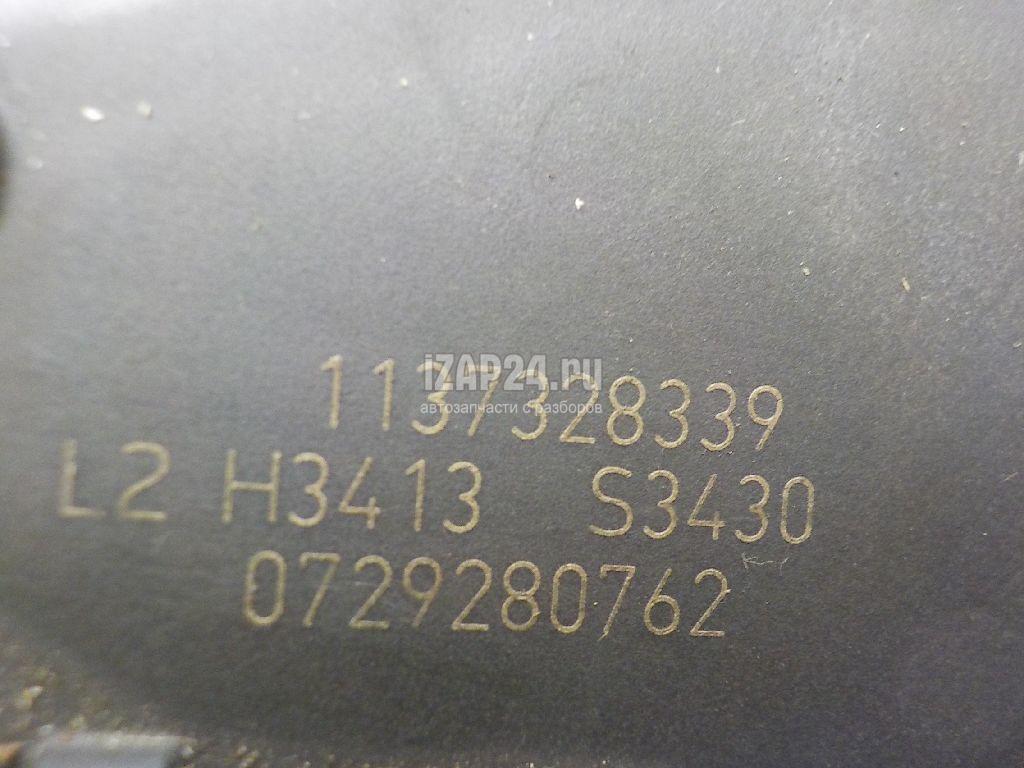 iZAP24.ru
1137328339
автозапчасти с разборов
L2 H3413 S3430
0729280762